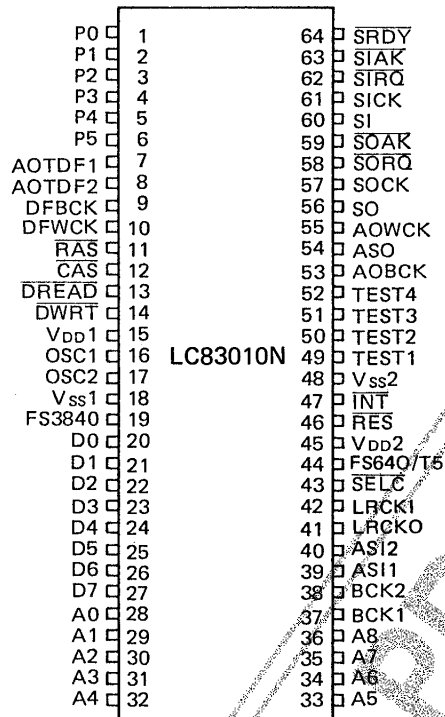 P0 1 64 SRDY
P1 2 63 SIAK
P2 3 62 SIRQ
P3 4 61 SICK
P4 5 60 SI
P5 6 59 SOAK
AOTDF1 7 58 SORQ
AOTDF2 8 57 SOCK
DFBCK 9 56 SO
DFWCK 10 55 AOWCK
RAS 11 54 ASO
CAS 12 53 AOBCK
DREAD 13 52 TEST4
DWRT 14 51 TEST3
VDD1 15 50 TEST2
OSC1 16 LC83010N 49 TEST1
OSC2 17 48 VSS2
VSS1 18 47 INT
FS3840 19 46 RES
D0 20 45 VDD2
D1 21 44 FS640/T5
D2 22 43 SELC
D3 23 42 LRCKI
D4 24 41 LRCKO
D5 25 40 ASI2
D6 26 39 ASI1
D7 27 38 BCK2
A0 28 37 BCK1
A1 29 36 A8
A2 30 35 A7
A3 31 34 A6
A4 32 33 A5